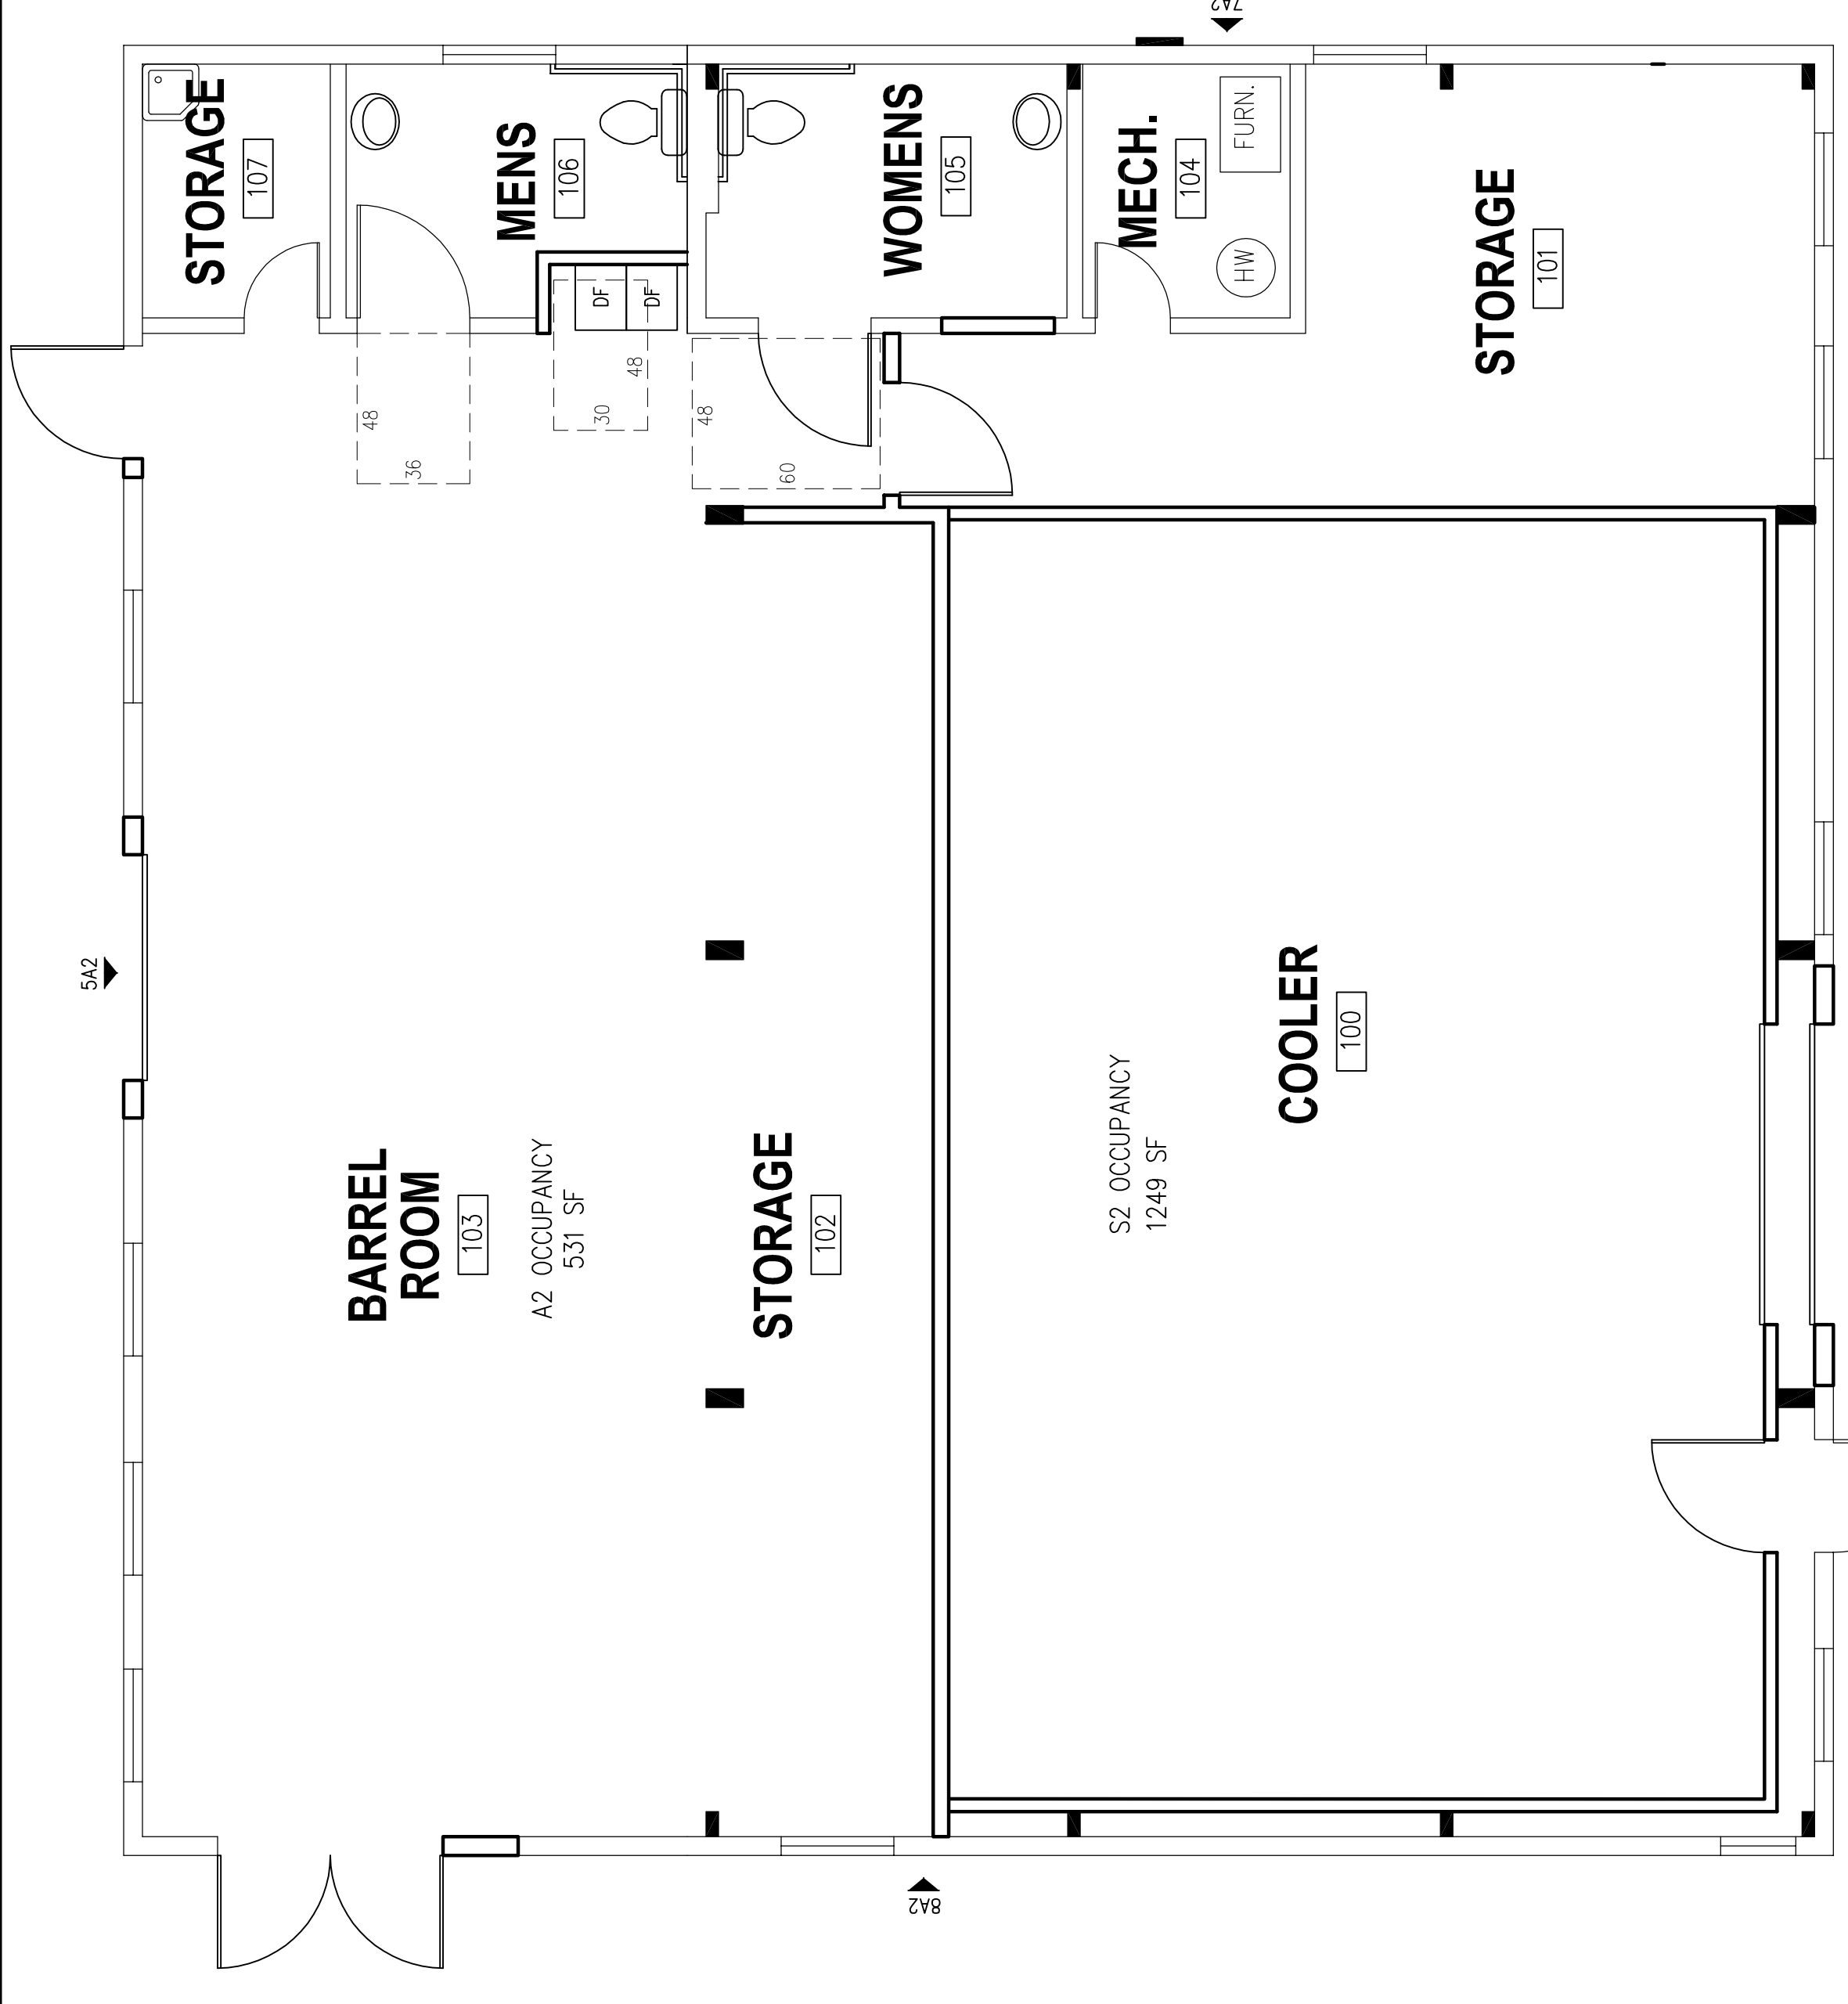 7A2
STORAGE
107
MENS
106
WOMENS
105
MECH.
104
FURN.
HW
STORAGE
101
DF
DF
48
36
48
30
48
60
5A2
BARREL
ROOM
103
A2 OCCUPANCY
531 SF
STORAGE
102
S2 OCCUPANCY
1249 SF
COOLER
100
8A2